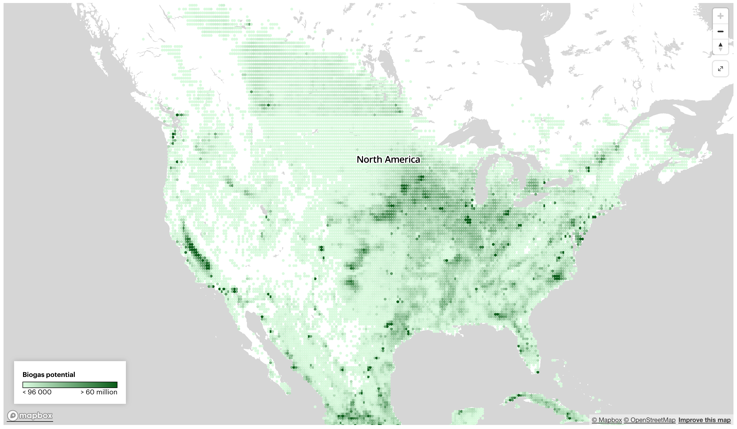 North America
Biogas potential
< 96 000 > 60 million
mapbox
© Mapbox © OpenStreetMap Improve this map